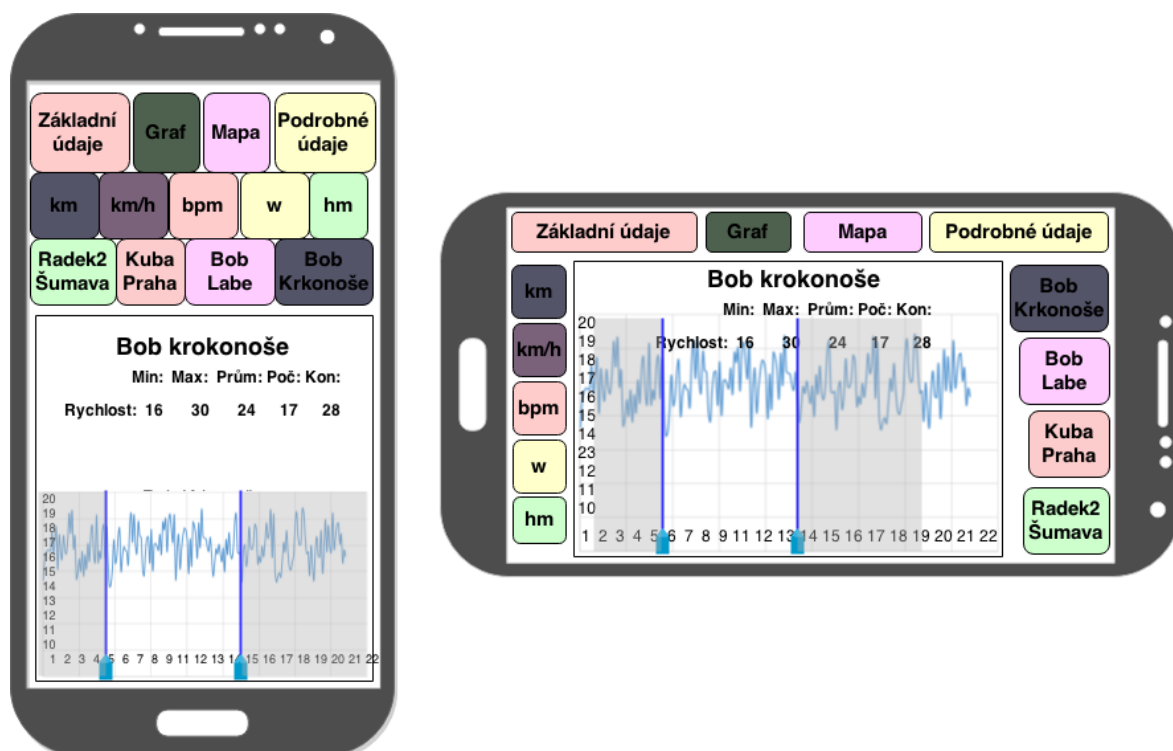 Základní údaje
Graf
Mapa
Podrobné údaje
km
km/h
bpm
w
hm
Radek2 Šumava
Kuba Praha
Bob Labe
Bob Krkonoše
Bob krokonoše
Min: Max: Prům: Poč: Kon:
Rychlost: 16 30 24 17 28
20
19
18
17
16
15
14
13
12
11
10
1 2 3 4 5 6 7 8 9 10 11 12 13 14 15 16 17 18 19 20 21 22
Základní údaje
Graf
Mapa
Podrobné údaje
km
km/h
bpm
w
hm
Bob krokonoše
Min: Max: Prům: Poč: Kon:
Rychlost: 16 30 24 17 28
20
19
18
17
16
15
14
23
12
11
10
1 2 3 4 5 6 7 8 9 10 11 12 13 14 15 16 17 18 19 20 21 22
Bob Krkonoše
Bob Labe
Kuba Praha
Radek2 Šumava